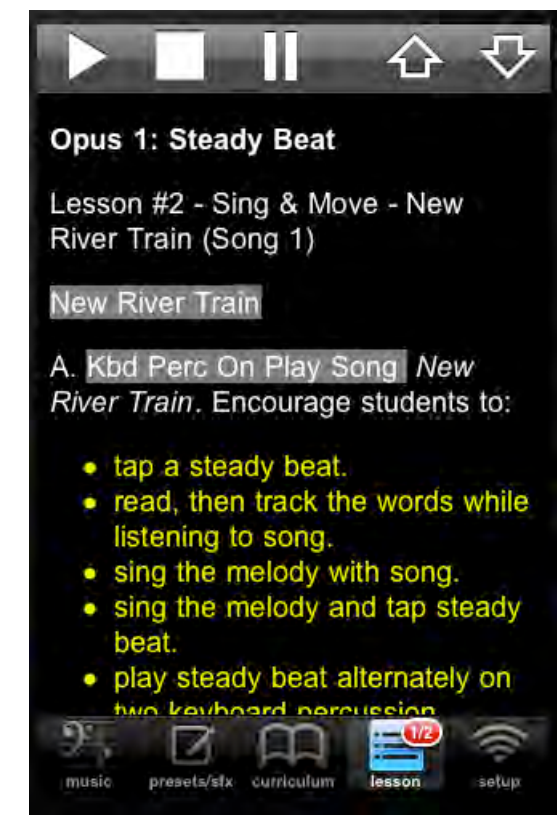 Opus 1: Steady Beat
Lesson #2 - Sing & Move - New
River Train (Song 1)
New River Train
A. Kbd Perc On Play Song New
River Train. Encourage students to:
• tap a steady beat.
• read, then track the words while
listening to song.
• sing the melody with song.
• sing the melody and tap steady
beat.
• play steady beat alternately on
two keyboard percussion
1/2
music presets/sfx curriculum lesson setup